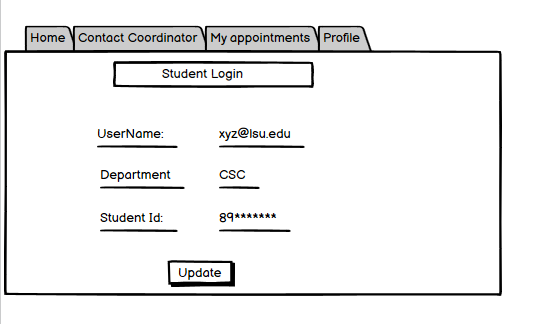 Home Contact Coordinator My appointments Profile
Student Login
UserName: xyz@lsu.edu
Department CSC
Student Id: 89*******
Update